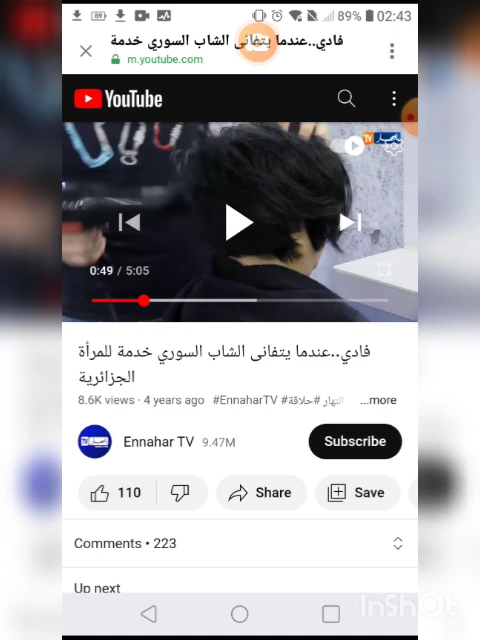 89
89% 02:43
فادي..عندما يتفانى الشاب السوري خدمة
m.youtube.com
YouTube
TV
0:49 / 5:05
فادي..عندما يتفانى الشاب السوري خدمة للمرأة
الجزائرية
8.6K views · 4 years ago #EnnaharTV #حلاقة# النهار ...more
Ennahar TV 9.47M
Subscribe
110
Share
Save
Comments • 223
Up next
InShOt